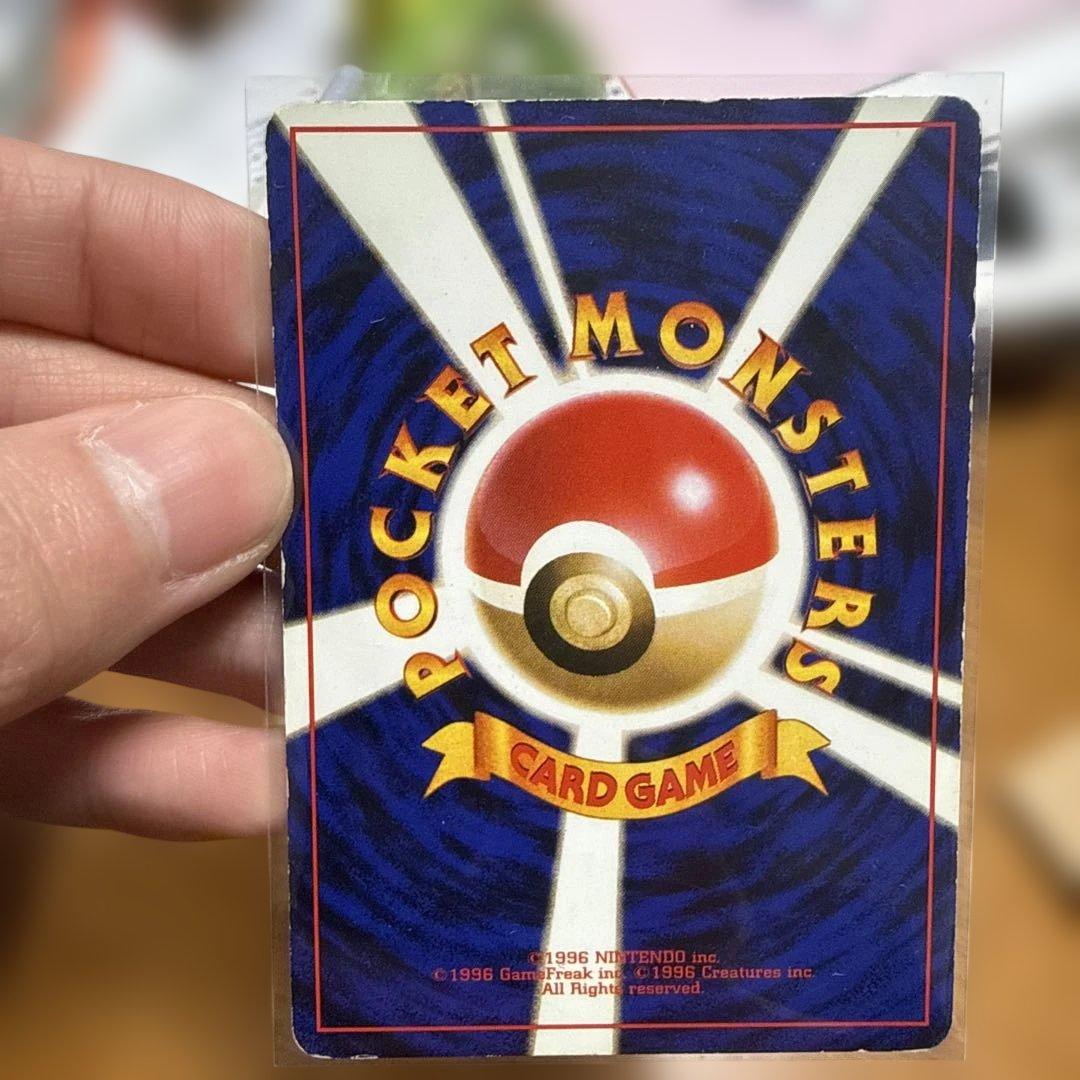 POCKET MONSTERS
CARD GAME
©1996 NINTENDO inc.
©1996 GameFreak inc. ©1996 Creatures inc.
All Rights reserved.